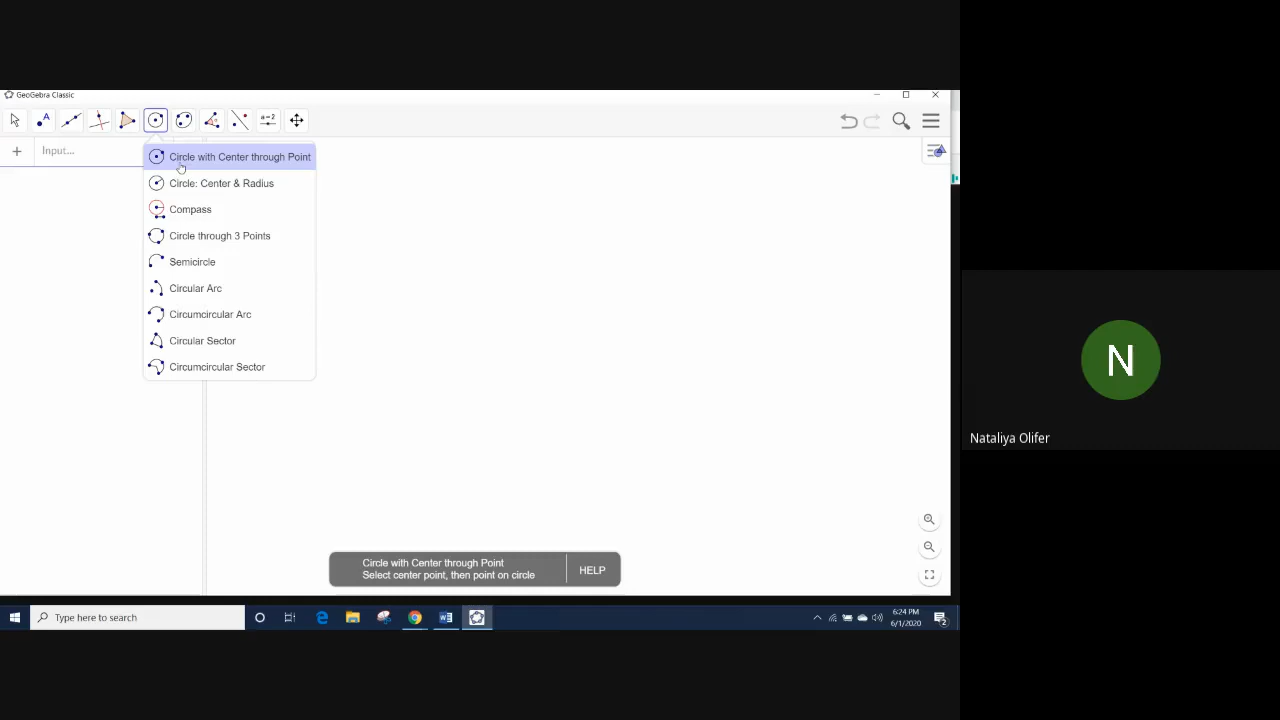 GeoGebra Classic
A
a=2
Input...
Circle with Center through Point
Circle: Center & Radius
Compass
Circle through 3 Points
Semicircle
Circular Arc
Circumcircular Arc
Circular Sector
Circumcircular Sector
Circle with Center through Point
Select center point, then point on circle
HELP
N
Nataliya Olifer
Type here to search
6:24 PM
6/1/2020
2